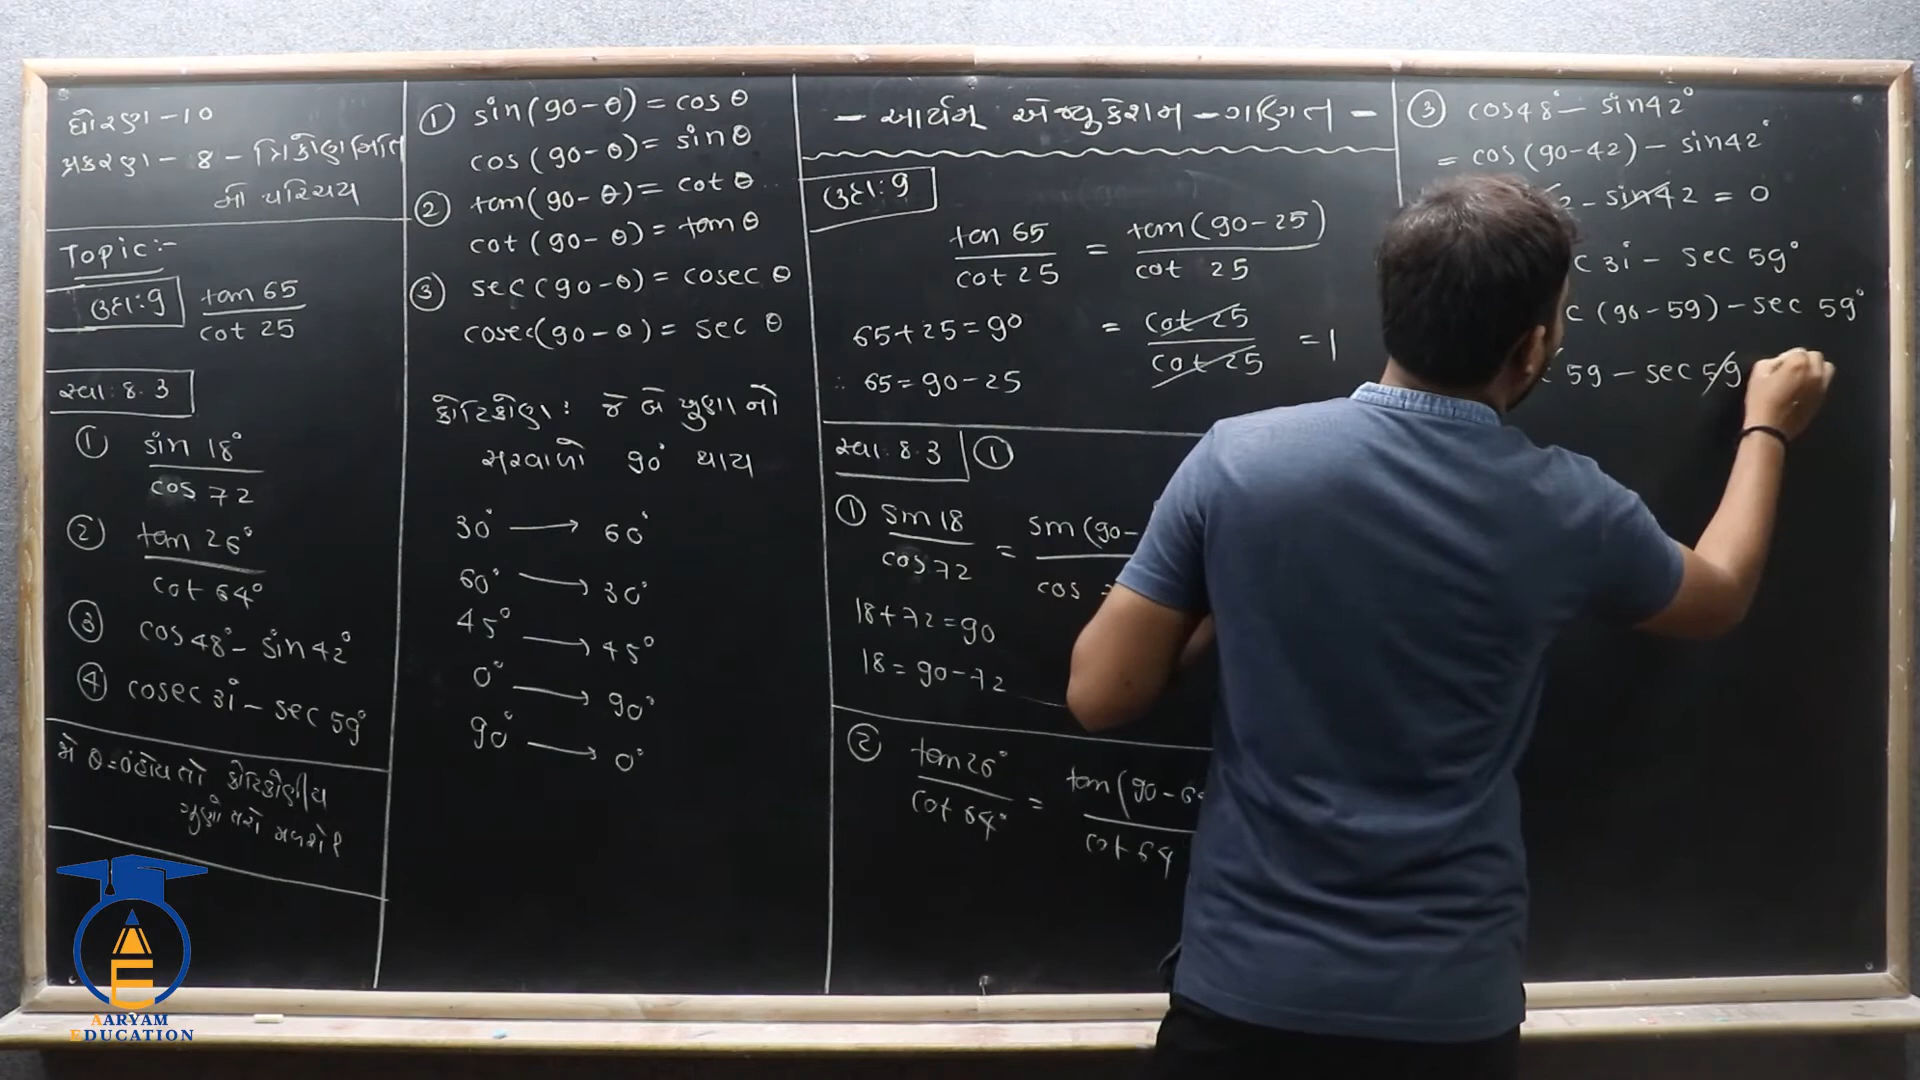 ધોરણ - 10
પ્રકરણ - 8 - ત્રિકોણમિતિ
નો પરિચય
Topic :-
ઉદા : 9 tan 65 / cot 25
સ્વા : 8.3
① sin 18° / cos 72
② tan 26° / cot 64°
③ cos 48° - sin 42°
④ cosec 31° - sec 59°
θ = 0 હોય તો કોટિકોણીય
① sin (90 - θ) = cos θ
cos (90 - θ) = sin θ
② tan (90 - θ) = cot θ
cot (90 - θ) = tan θ
③ sec (90 - θ) = cosec θ
cosec (90 - θ) = sec θ
કોટિકોણ : જે બે ખુણા નો
સરવાળો 90° થાય
30° → 60°
60° → 30°
45° → 45°
0° → 90°
90° → 0°
- આર્યમ્ એજ્યુકેશન - ગણિત -
ઉદા : 9
tan 65 / cot 25 = tan (90 - 25) / cot 25
65 + 25 = 90
= cot 25 / cot 25 = 1
∴ 65 = 90 - 25
સ્વા : 8.3 ①
① sin 18 / cos 72 = sin (90 - / cos
18 + 72 = 90
18 = 90 - 72
② tan 26° / cot 64° = tan (90 - 64 / cot 64
③ cos 48° - sin 42°
= cos (90 - 42) - sin 42°
2 - sin 42 = 0
c 31° - sec 59°
c (90 - 59) - sec 59°
59 - sec 59
AARYAM
EDUCATION